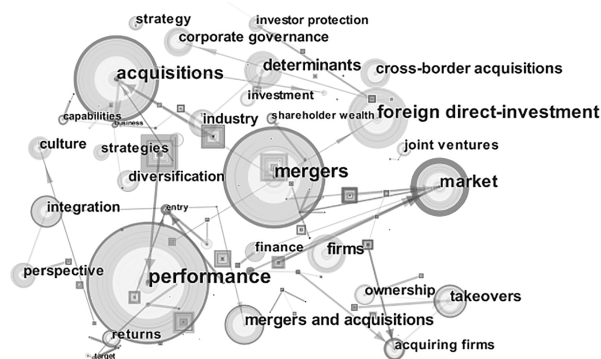 strategy
investor protection
corporate governance
determinants
cross-border acquisitions
acquisitions
investment
capabilities
business
industry
shareholder wealth
foreign direct-investment
culture
strategies
joint ventures
diversification
mergers
market
integration
entry
finance
firms
perspective
performance
ownership
takeovers
mergers and acquisitions
returns
acquiring firms
target